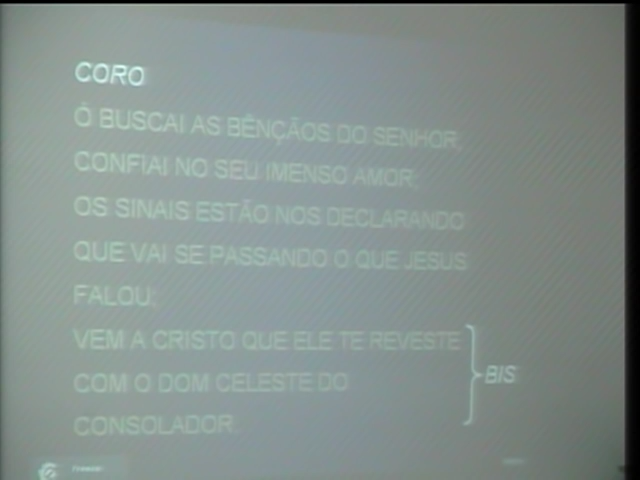 CORO
Ó BUSCAI AS BÊNÇÃOS DO SENHOR;
CONFIAI NO SEU IMENSO AMOR;
OS SINAIS ESTÃO NOS DECLARANDO
QUE VAI SE PASSANDO O QUE JESUS
FALOU;
VEM A CRISTO QUE ELE TE REVESTE
COM O DOM CELESTE DO
BIS
CONSOLADOR.